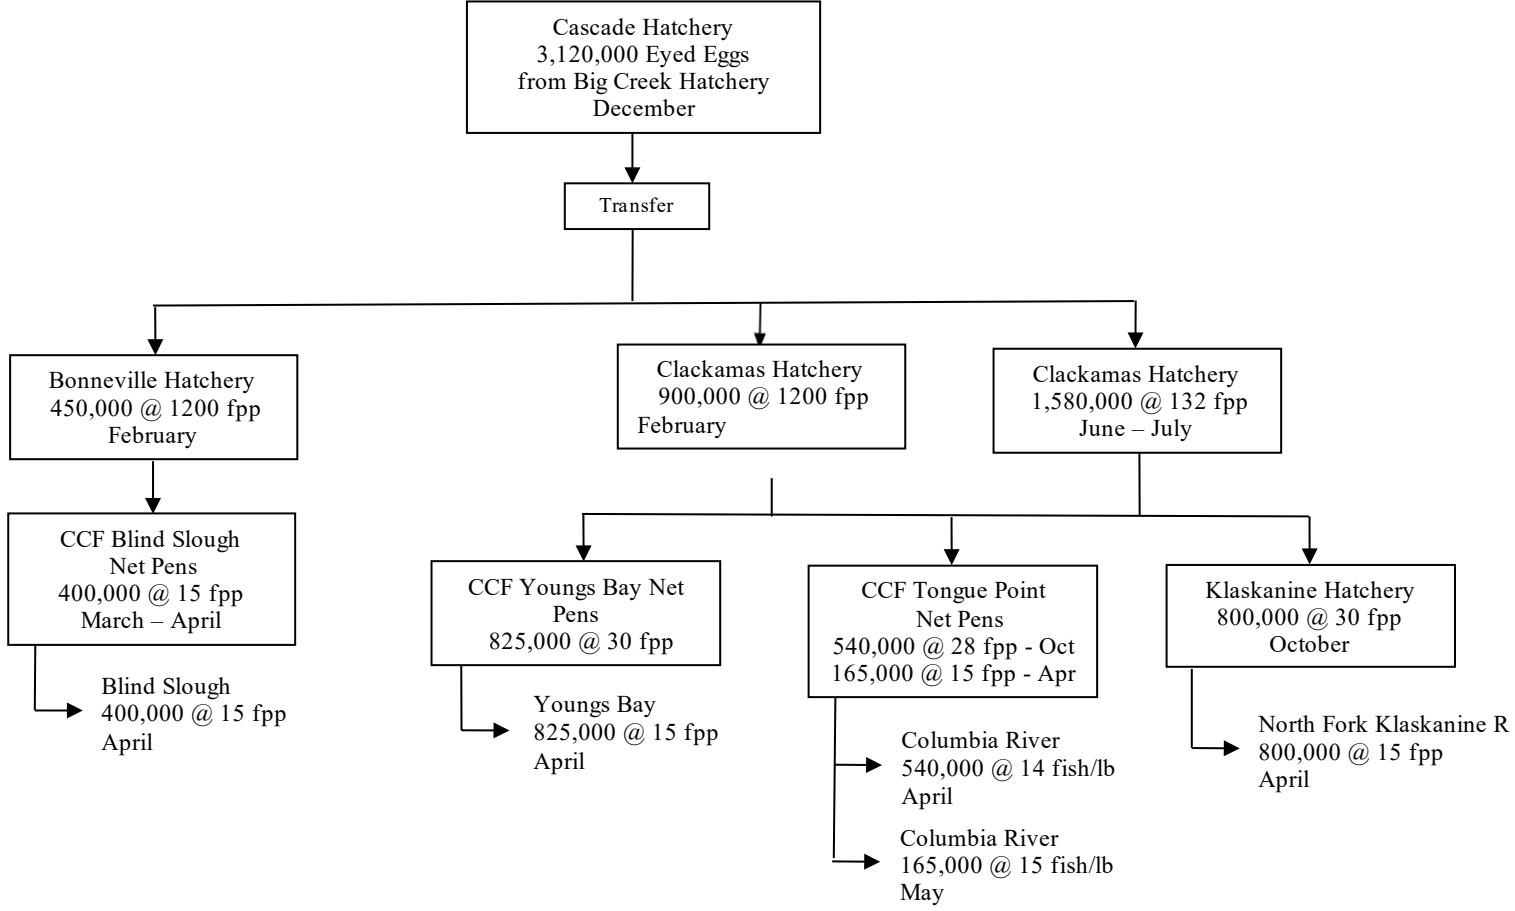 Cascade Hatchery
3,120,000 Eyed Eggs
from Big Creek Hatchery
December
Transfer
Bonneville Hatchery
450,000 @ 1200 fpp
February
Clackamas Hatchery
900,000 @ 1200 fpp
February
Clackamas Hatchery
1,580,000 @ 132 fpp
June – July
CCF Blind Slough
Net Pens
400,000 @ 15 fpp
March – April
Blind Slough
400,000 @ 15 fpp
April
CCF Youngs Bay Net
Pens
825,000 @ 30 fpp
Youngs Bay
825,000 @ 15 fpp
April
CCF Tongue Point
Net Pens
540,000 @ 28 fpp - Oct
165,000 @ 15 fpp - Apr
Columbia River
540,000 @ 14 fish/lb
April
Columbia River
165,000 @ 15 fish/lb
May
Klaskanine Hatchery
800,000 @ 30 fpp
October
North Fork Klaskanine R
800,000 @ 15 fpp
April